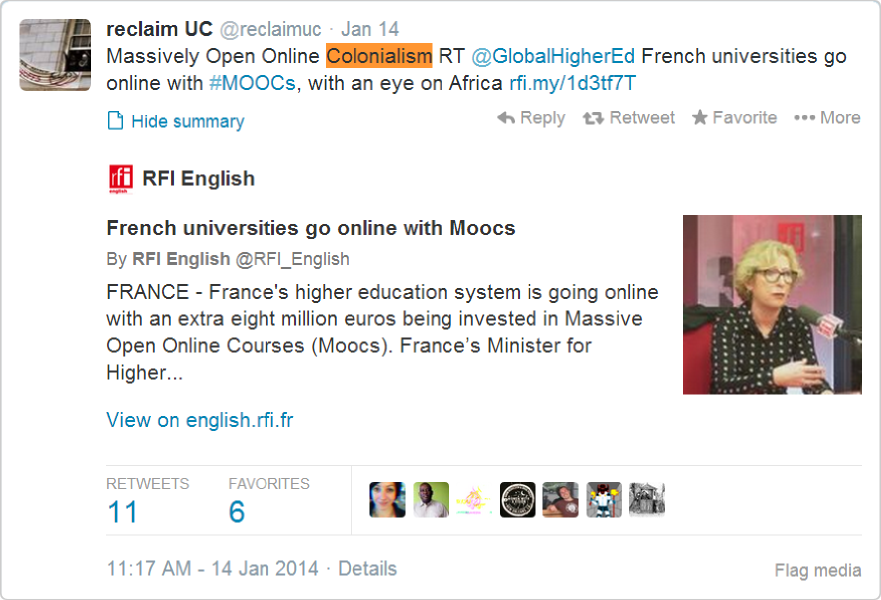 reclaim UC @reclaimuc · Jan 14
Massively Open Online Colonialism RT @GlobalHigherEd French universities go
online with #MOOCs, with an eye on Africa rfi.my/1d3tf7T
Hide summary
Reply Retweet Favorite More
rfi
english
RFI English
French universities go online with Moocs
By RFI English @RFI_English
FRANCE - France's higher education system is going online
with an extra eight million euros being invested in Massive
Open Online Courses (Moocs). France’s Minister for
Higher...
View on english.rfi.fr
RETWEETS FAVORITES
11 6
11:17 AM - 14 Jan 2014 · Details
Flag media